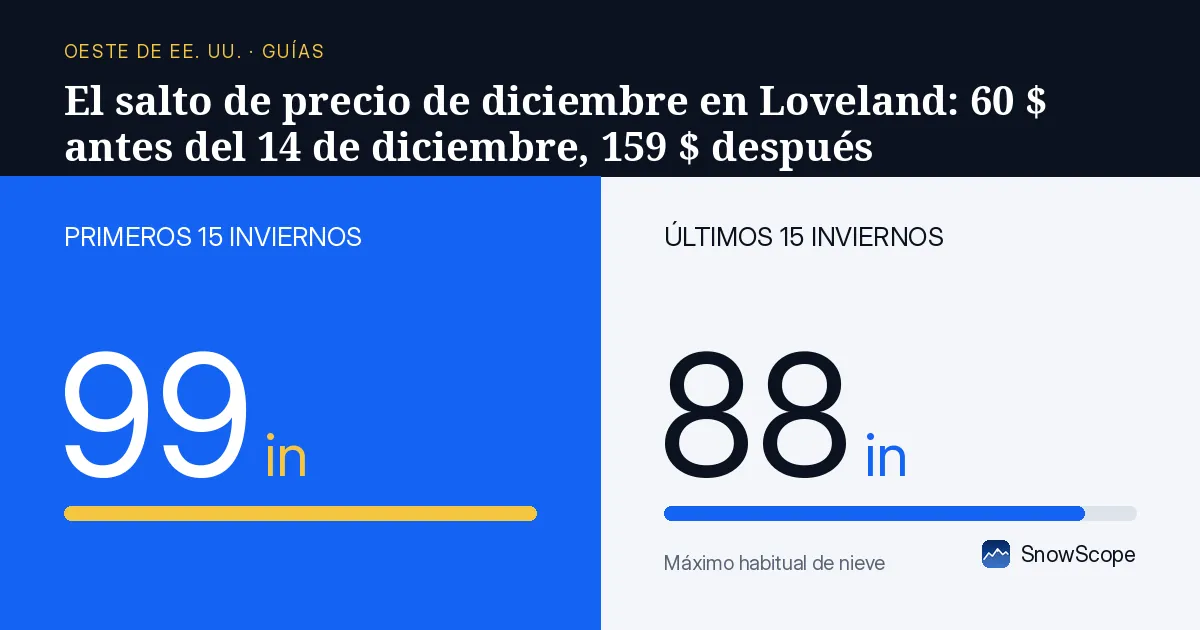 OESTE DE EE. UU. · GUÍAS
El salto de precio de diciembre en Loveland: 60 $
antes del 14 de diciembre, 159 $ después
PRIMEROS 15 INVIERNOS
99 in
ÚLTIMOS 15 INVIERNOS
88 in
Máximo habitual de nieve
SnowScope